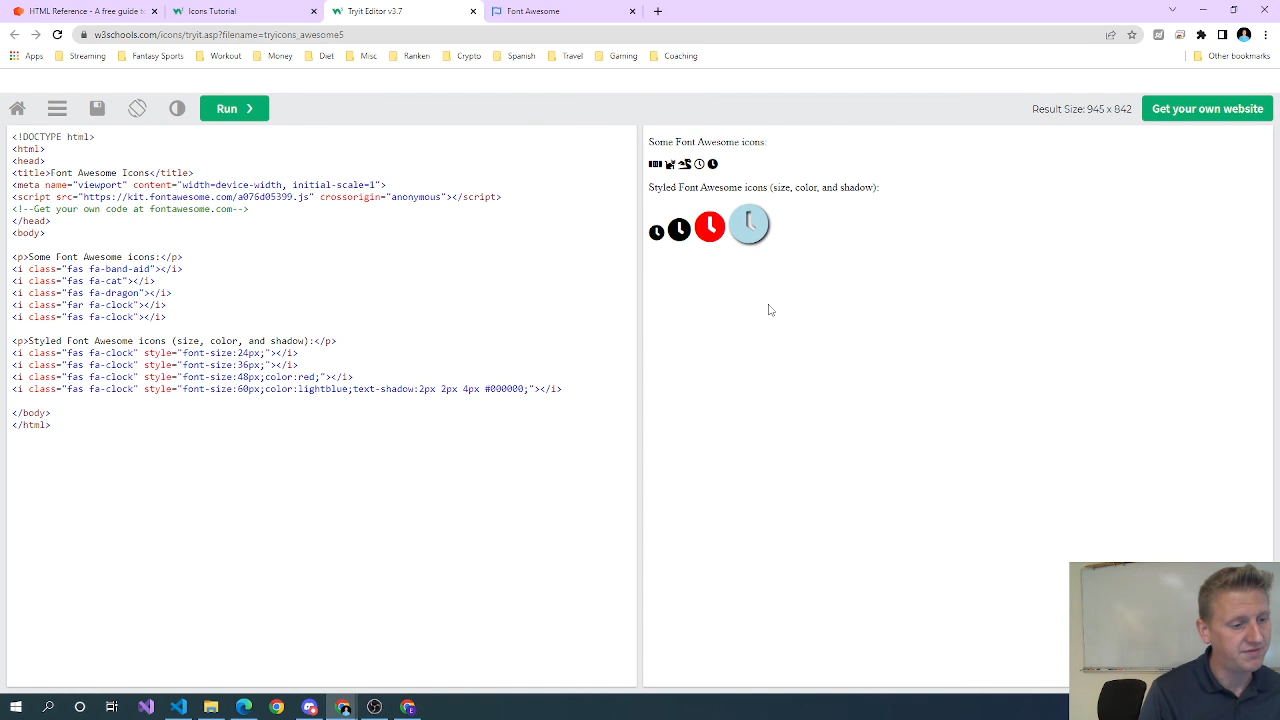 HTML Reference - A free guide to
Icons Tutorial
Tryit Editor v3.7
Font Awesome
w3schools.com/icons/tryit.asp?filename=tryicons_awesome5
Apps
Streaming
Fantasy Sports
Workout
Money
Diet
Misc
Ranken
Crypto
Spanish
Travel
Gaming
Coaching
Other bookmarks
Run ❯
Result Size: 945 x 842
Get your own website
<!DOCTYPE html>
<html>
<head>
<title>Font Awesome Icons</title>
<meta name="viewport" content="width=device-width, initial-scale=1">
<script src="https://kit.fontawesome.com/a076d05399.js" crossorigin="anonymous"></script>
<!--Get your own code at fontawesome.com-->
</head>
<body>
<p>Some Font Awesome icons:</p>
<i class="fas fa-band-aid"></i>
<i class="fas fa-cat"></i>
<i class="fas fa-dragon"></i>
<i class="far fa-clock"></i>
<i class="fas fa-clock"></i>
<p>Styled Font Awesome icons (size, color, and shadow):</p>
<i class="fas fa-clock" style="font-size:24px;"></i>
<i class="fas fa-clock" style="font-size:36px;"></i>
<i class="fas fa-clock" style="font-size:48px;color:red;"></i>
<i class="fas fa-clock" style="font-size:60px;color:lightblue;text-shadow:2px 2px 4px #000000;"></i>
</body>
</html>
Some Font Awesome icons:
Styled Font Awesome icons (size, color, and shadow):